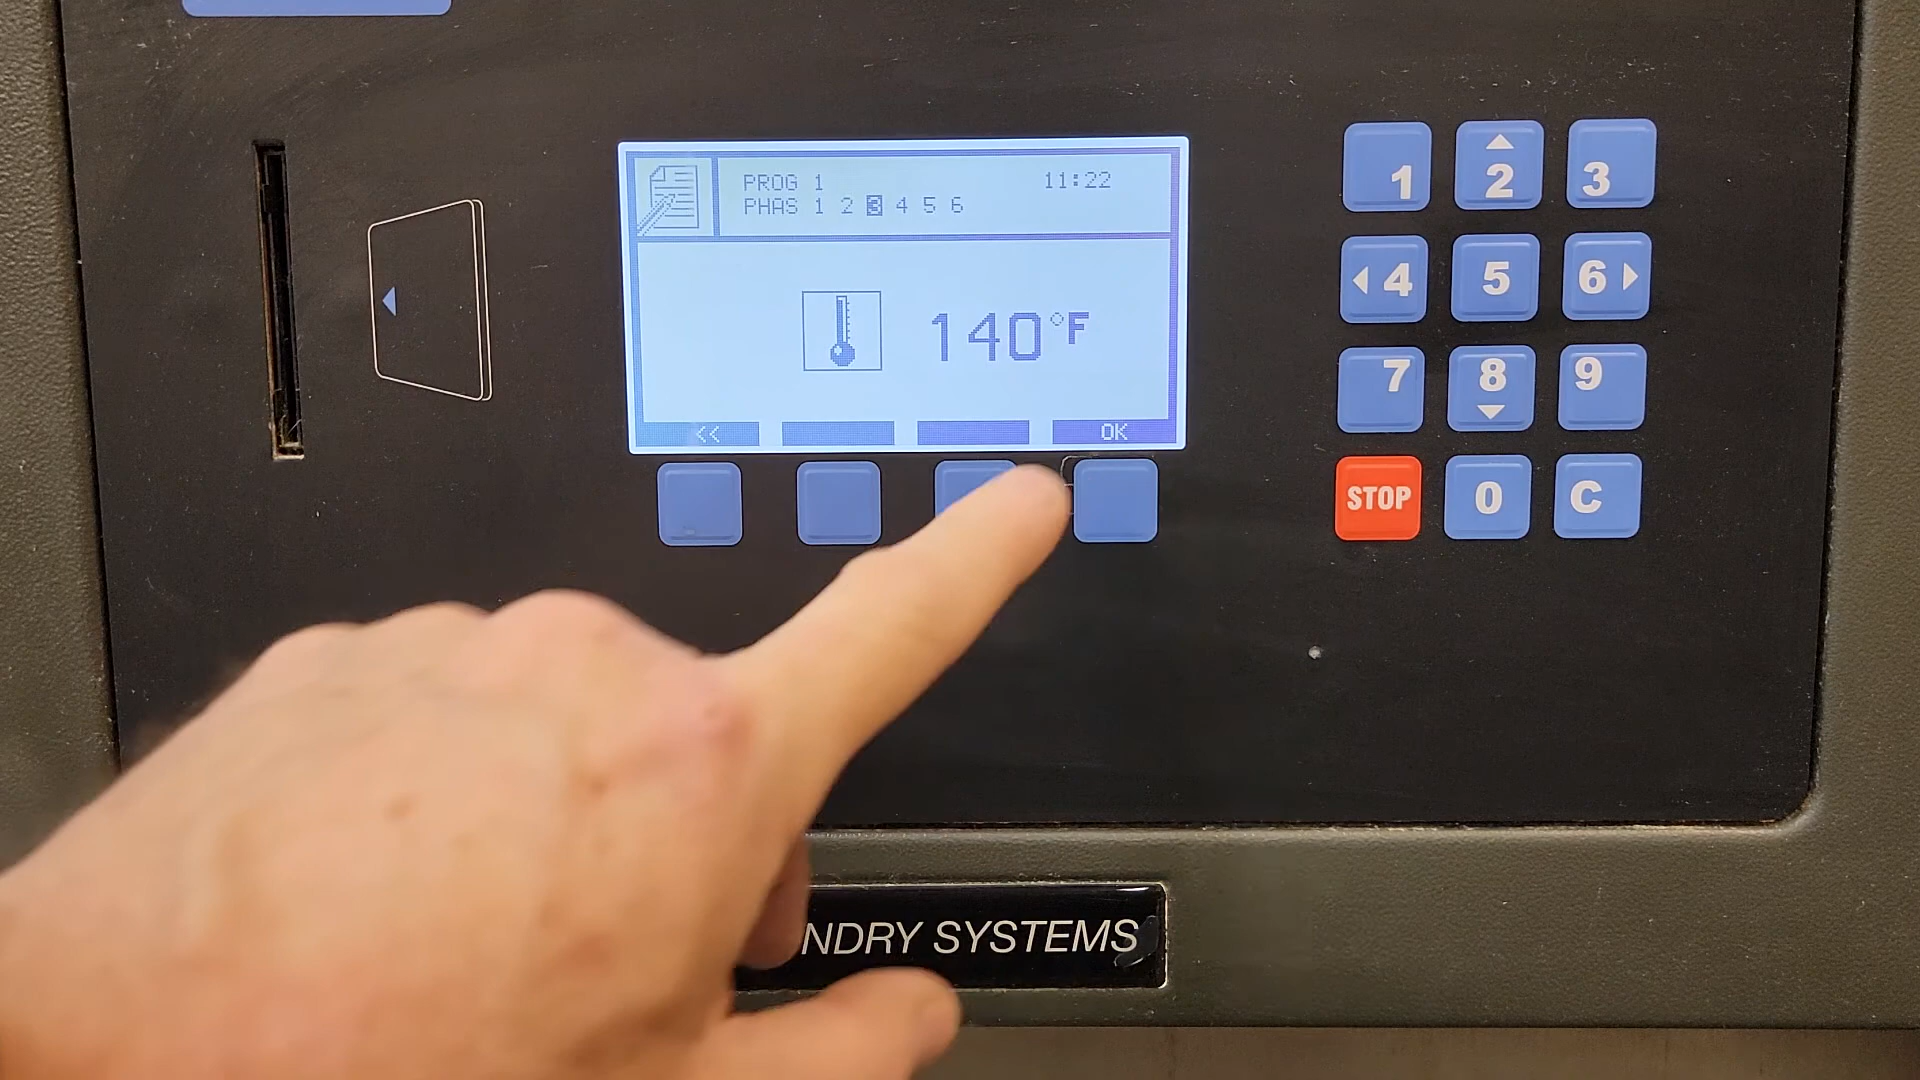 PROG 1
11:22
PHAS 1 2 3 4 5 6
140°F
<< OK
1 2 3
4 5 6
7 8 9
STOP 0 C
NDRY SYSTEMS